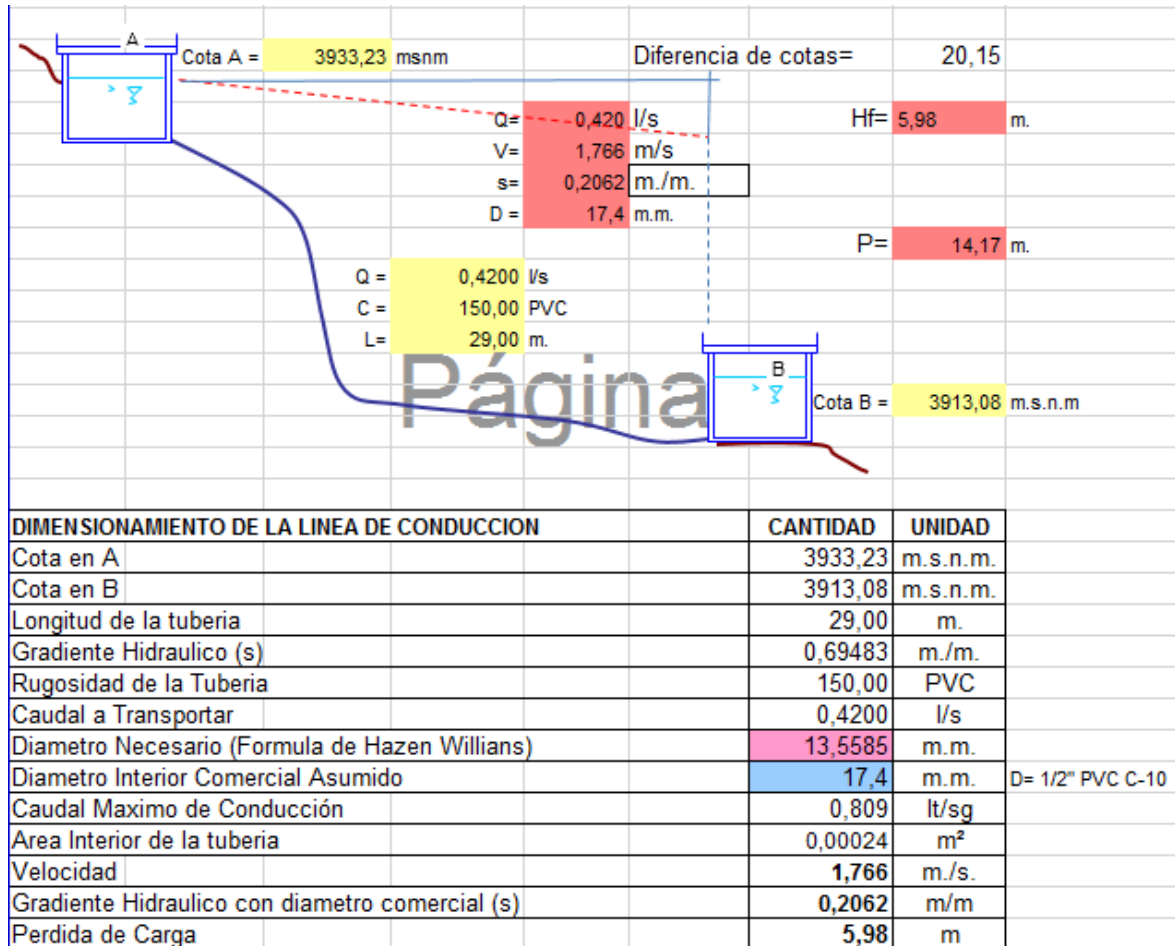 A
Cota A = 3933,23 msnm Diferencia de cotas= 20,15
Q= 0,420 l/s Hf= 5,98 m.
V= 1,766 m/s
s= 0,2062 m./m.
D = 17,4 m.m.
P= 14,17 m.
Q = 0,4200 l/s
C = 150,00 PVC
L= 29,00 m.
Página
B
Cota B = 3913,08 m.s.n.m
DIMENSIONAMIENTO DE LA LINEA DE CONDUCCION CANTIDAD UNIDAD
Cota en A 3933,23 m.s.n.m.
Cota en B 3913,08 m.s.n.m.
Longitud de la tuberia 29,00 m.
Gradiente Hidraulico (s) 0,69483 m./m.
Rugosidad de la Tuberia 150,00 PVC
Caudal a Transportar 0,4200 l/s
Diametro Necesario (Formula de Hazen Willians) 13,5585 m.m.
Diametro Interior Comercial Asumido 17,4 m.m. D= 1/2" PVC C-10
Caudal Maximo de Conducción 0,809 lt/sg
Area Interior de la tuberia 0,00024 m²
Velocidad 1,766 m./s.
Gradiente Hidraulico con diametro comercial (s) 0,2062 m/m
Perdida de Carga 5,98 m